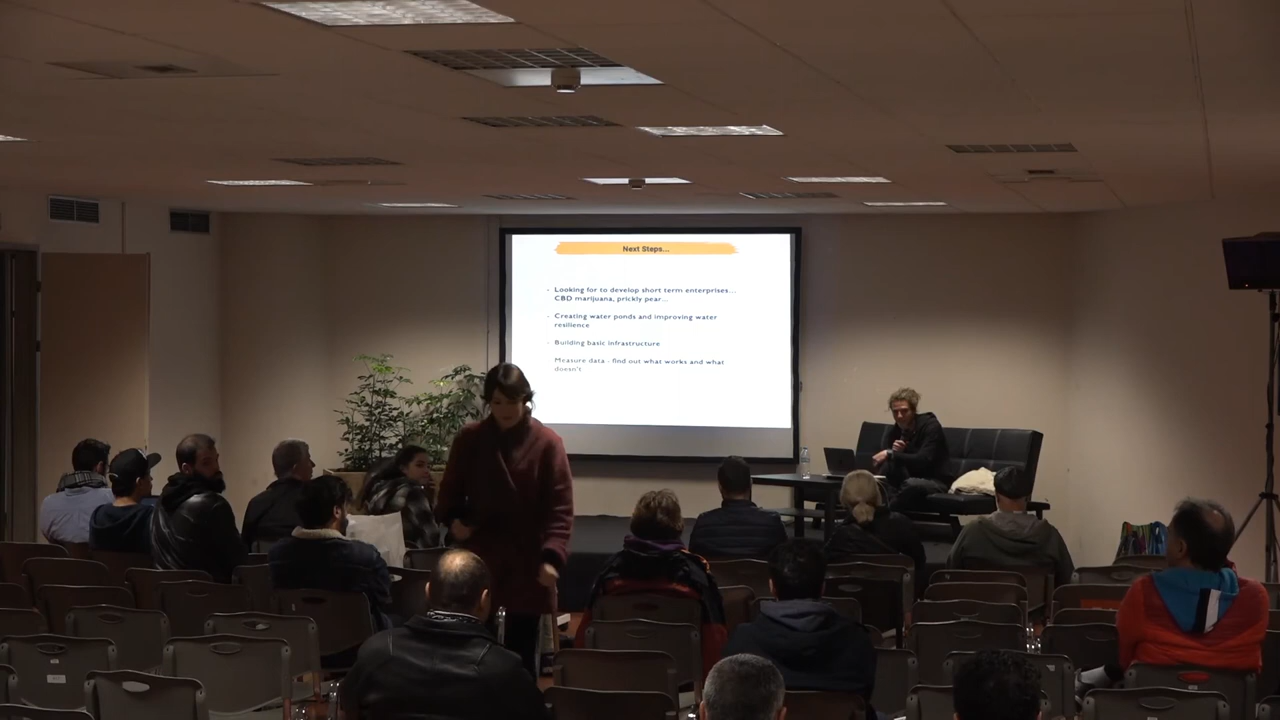 Next Steps...
- Looking for to develop short term enterprises...
CBD marijuana, prickly pear...
- Creating water ponds and improving water
resilience
- Building basic infrastructure
Measure data - find out what works and what
doesn't